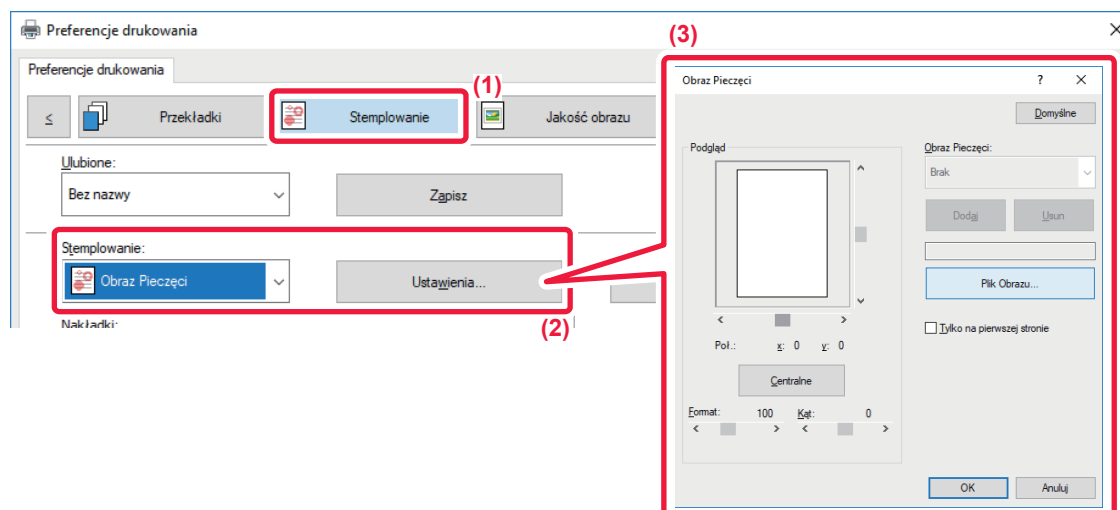 Preferencje drukowania
(3)
Preferencje drukowania
(1)
≤
Przekładki
Stemplowanie
Jakość obrazu
Ulubione:
Bez nazwy
Zapisz
Stemplowanie:
Obraz Pieczęci
Ustawienia...
Nakładki:
(2)
Obraz Pieczęci
?
Domyślne
Podgląd
Obraz Pieczęci:
Brak
Dodaj
Usun
Plik Obrazu...
Tylko na pierwszej stronie
Poł.: x: 0 y: 0
Centralne
Format: 100 Kąt: 0
OK
Anuluj